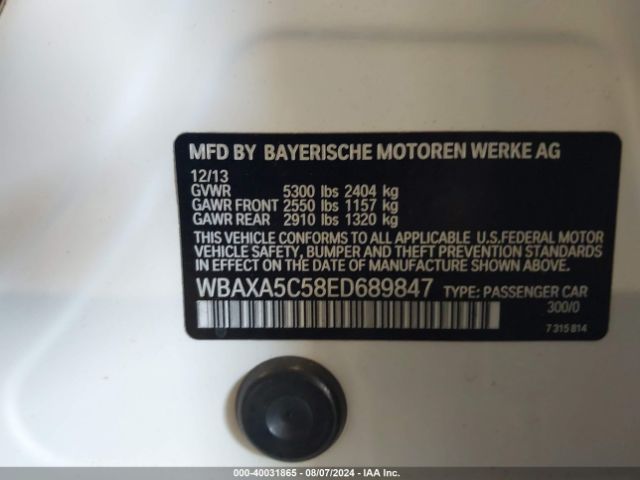 MFD BY BAYERISCHE MOTOREN WERKE AG
12/13
GVWR 5300 lbs 2404 kg
GAWR FRONT 2550 lbs 1157 kg
GAWR REAR 2910 lbs 1320 kg
THIS VEHICLE CONFORMS TO ALL APPLICABLE U.S.FEDERAL MOTOR
VEHICLE SAFETY, BUMPER AND THEFT PREVENTION STANDARDS
IN EFFECT ON THE DATE OF MANUFACTURE SHOWN ABOVE.
WBAXA5C58ED689847 TYPE: PASSENGER CAR
300/0
7 315 814
000-40031865 - 08/07/2024 - IAA Inc.